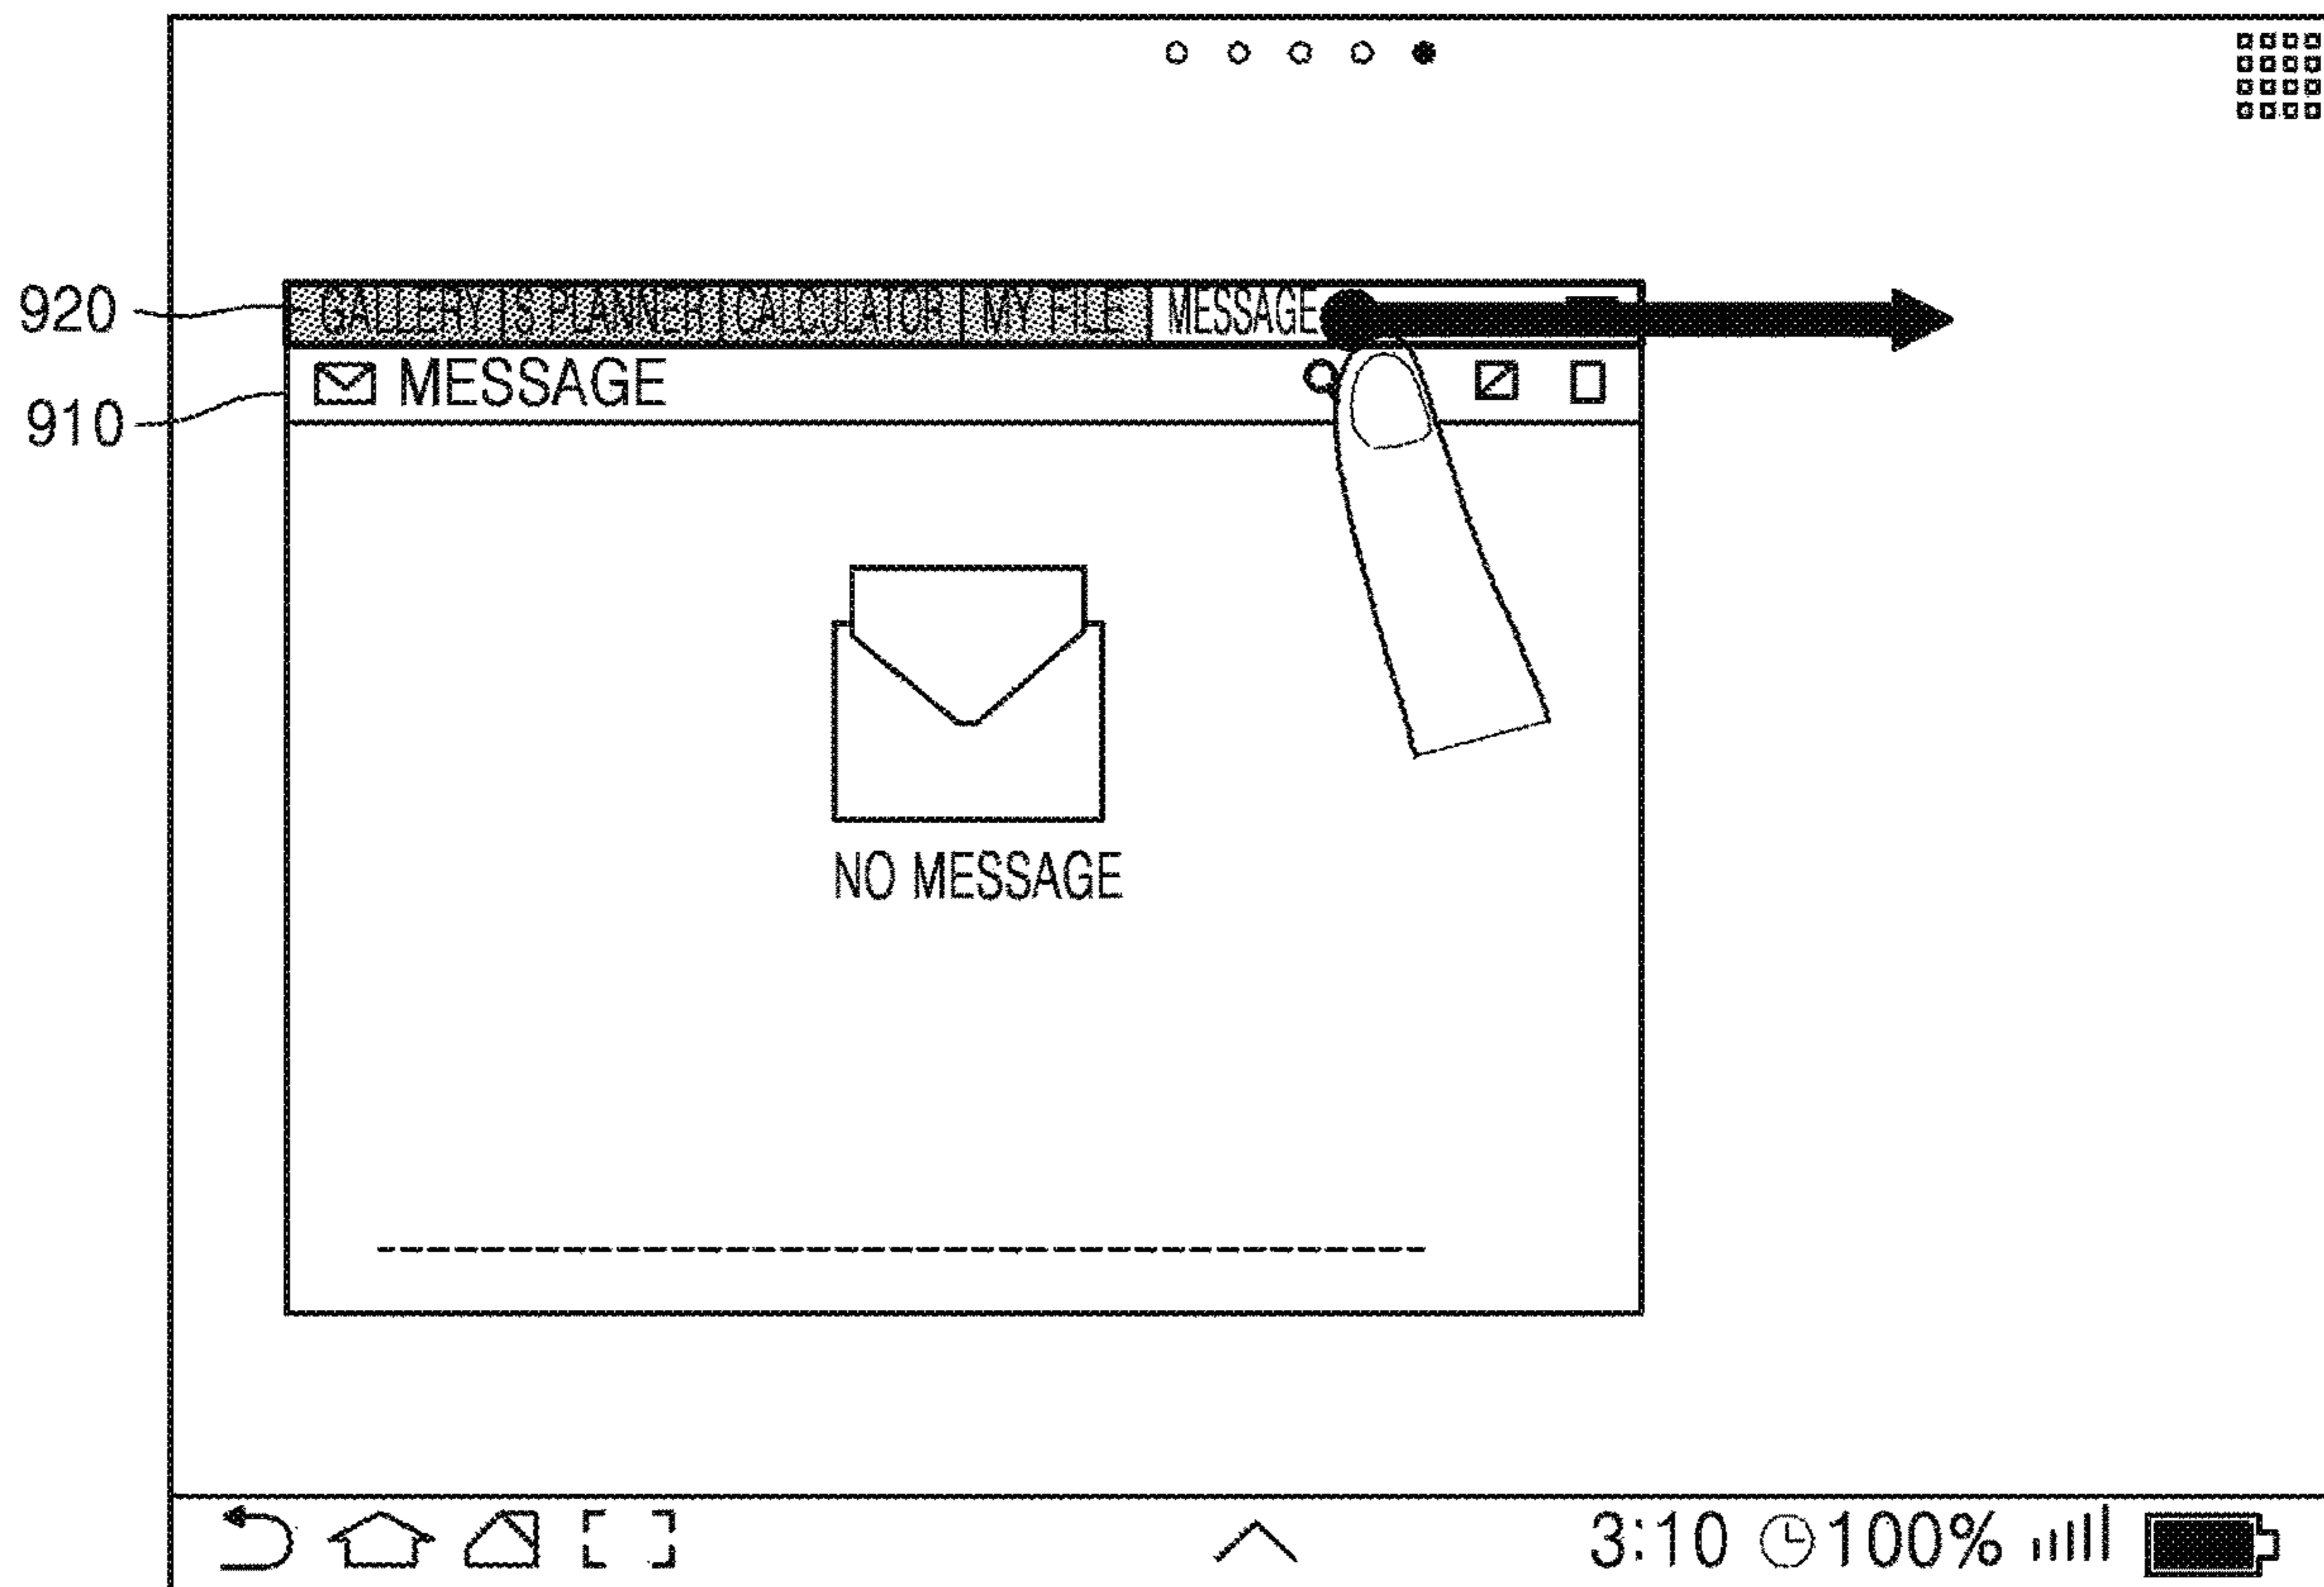 920
GALLERY S PLANNER CALCULATOR MY FILE MESSAGE
910
MESSAGE
NO MESSAGE
3:10 100%